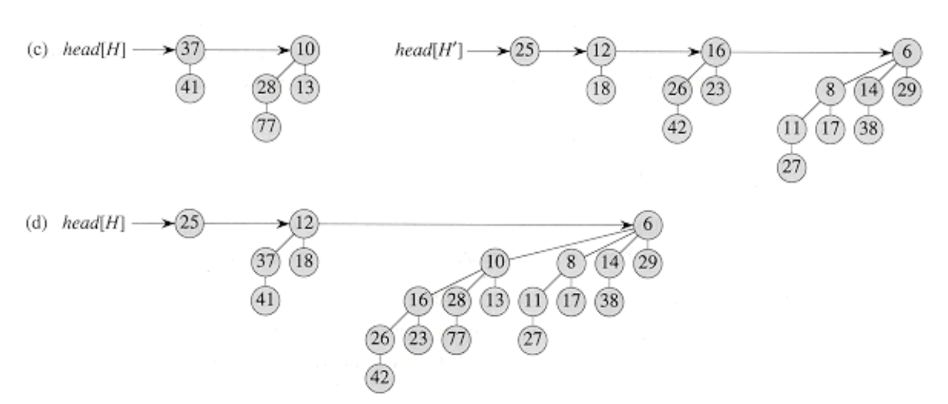 (c) head[H] 37 10 head[H′] 25 12 16 6
41 28 13 18 26 23 8 14 29
77 42 11 17 38
27
(d) head[H] 25 12 6
37 18 10 8 14 29
41 16 28 13 11 17 38
26 23 77 27
42